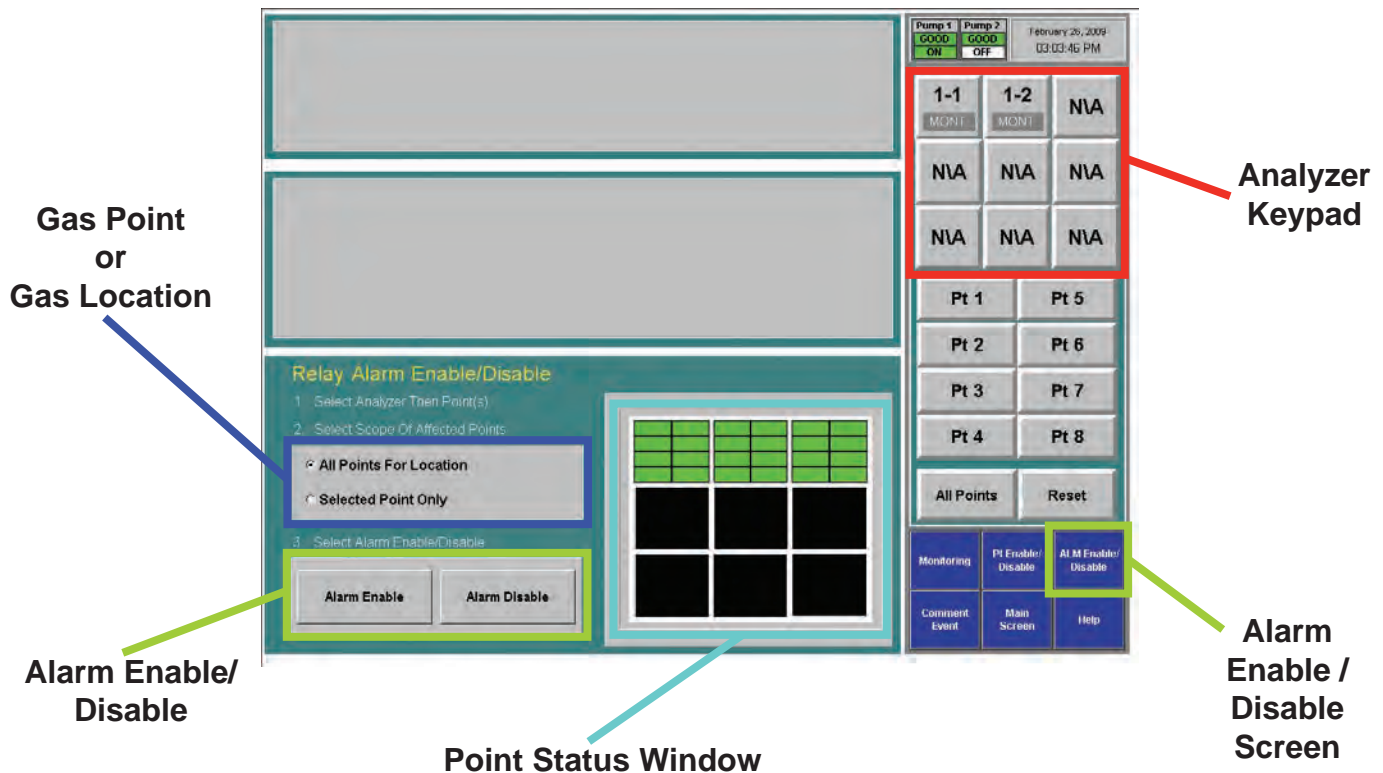 Pump 1 Pump 2
GOOD GOOD
ON OFF
February 26, 2009
03:03:46 PM
1-1 1-2 N\A
MONT MONT
N\A N\A N\A
N\A N\A N\A
Analyzer
Keypad
Gas Point
or
Gas Location
Pt 1 Pt 5
Pt 2 Pt 6
Pt 3 Pt 7
Pt 4 Pt 8
All Points Reset
Relay Alarm Enable/Disable
1. Select Analyzer Then Point(s)
2. Select Scope Of Affected Points
All Points For Location
Selected Point Only
3. Select Alarm Enable/Disable
Alarm Enable Alarm Disable
Monitoring PI Enable/
Disable ALM Enable/
Disable
Comment
Event Main
Screen Help
Alarm Enable/
Disable
Point Status Window
Alarm
Enable /
Disable
Screen